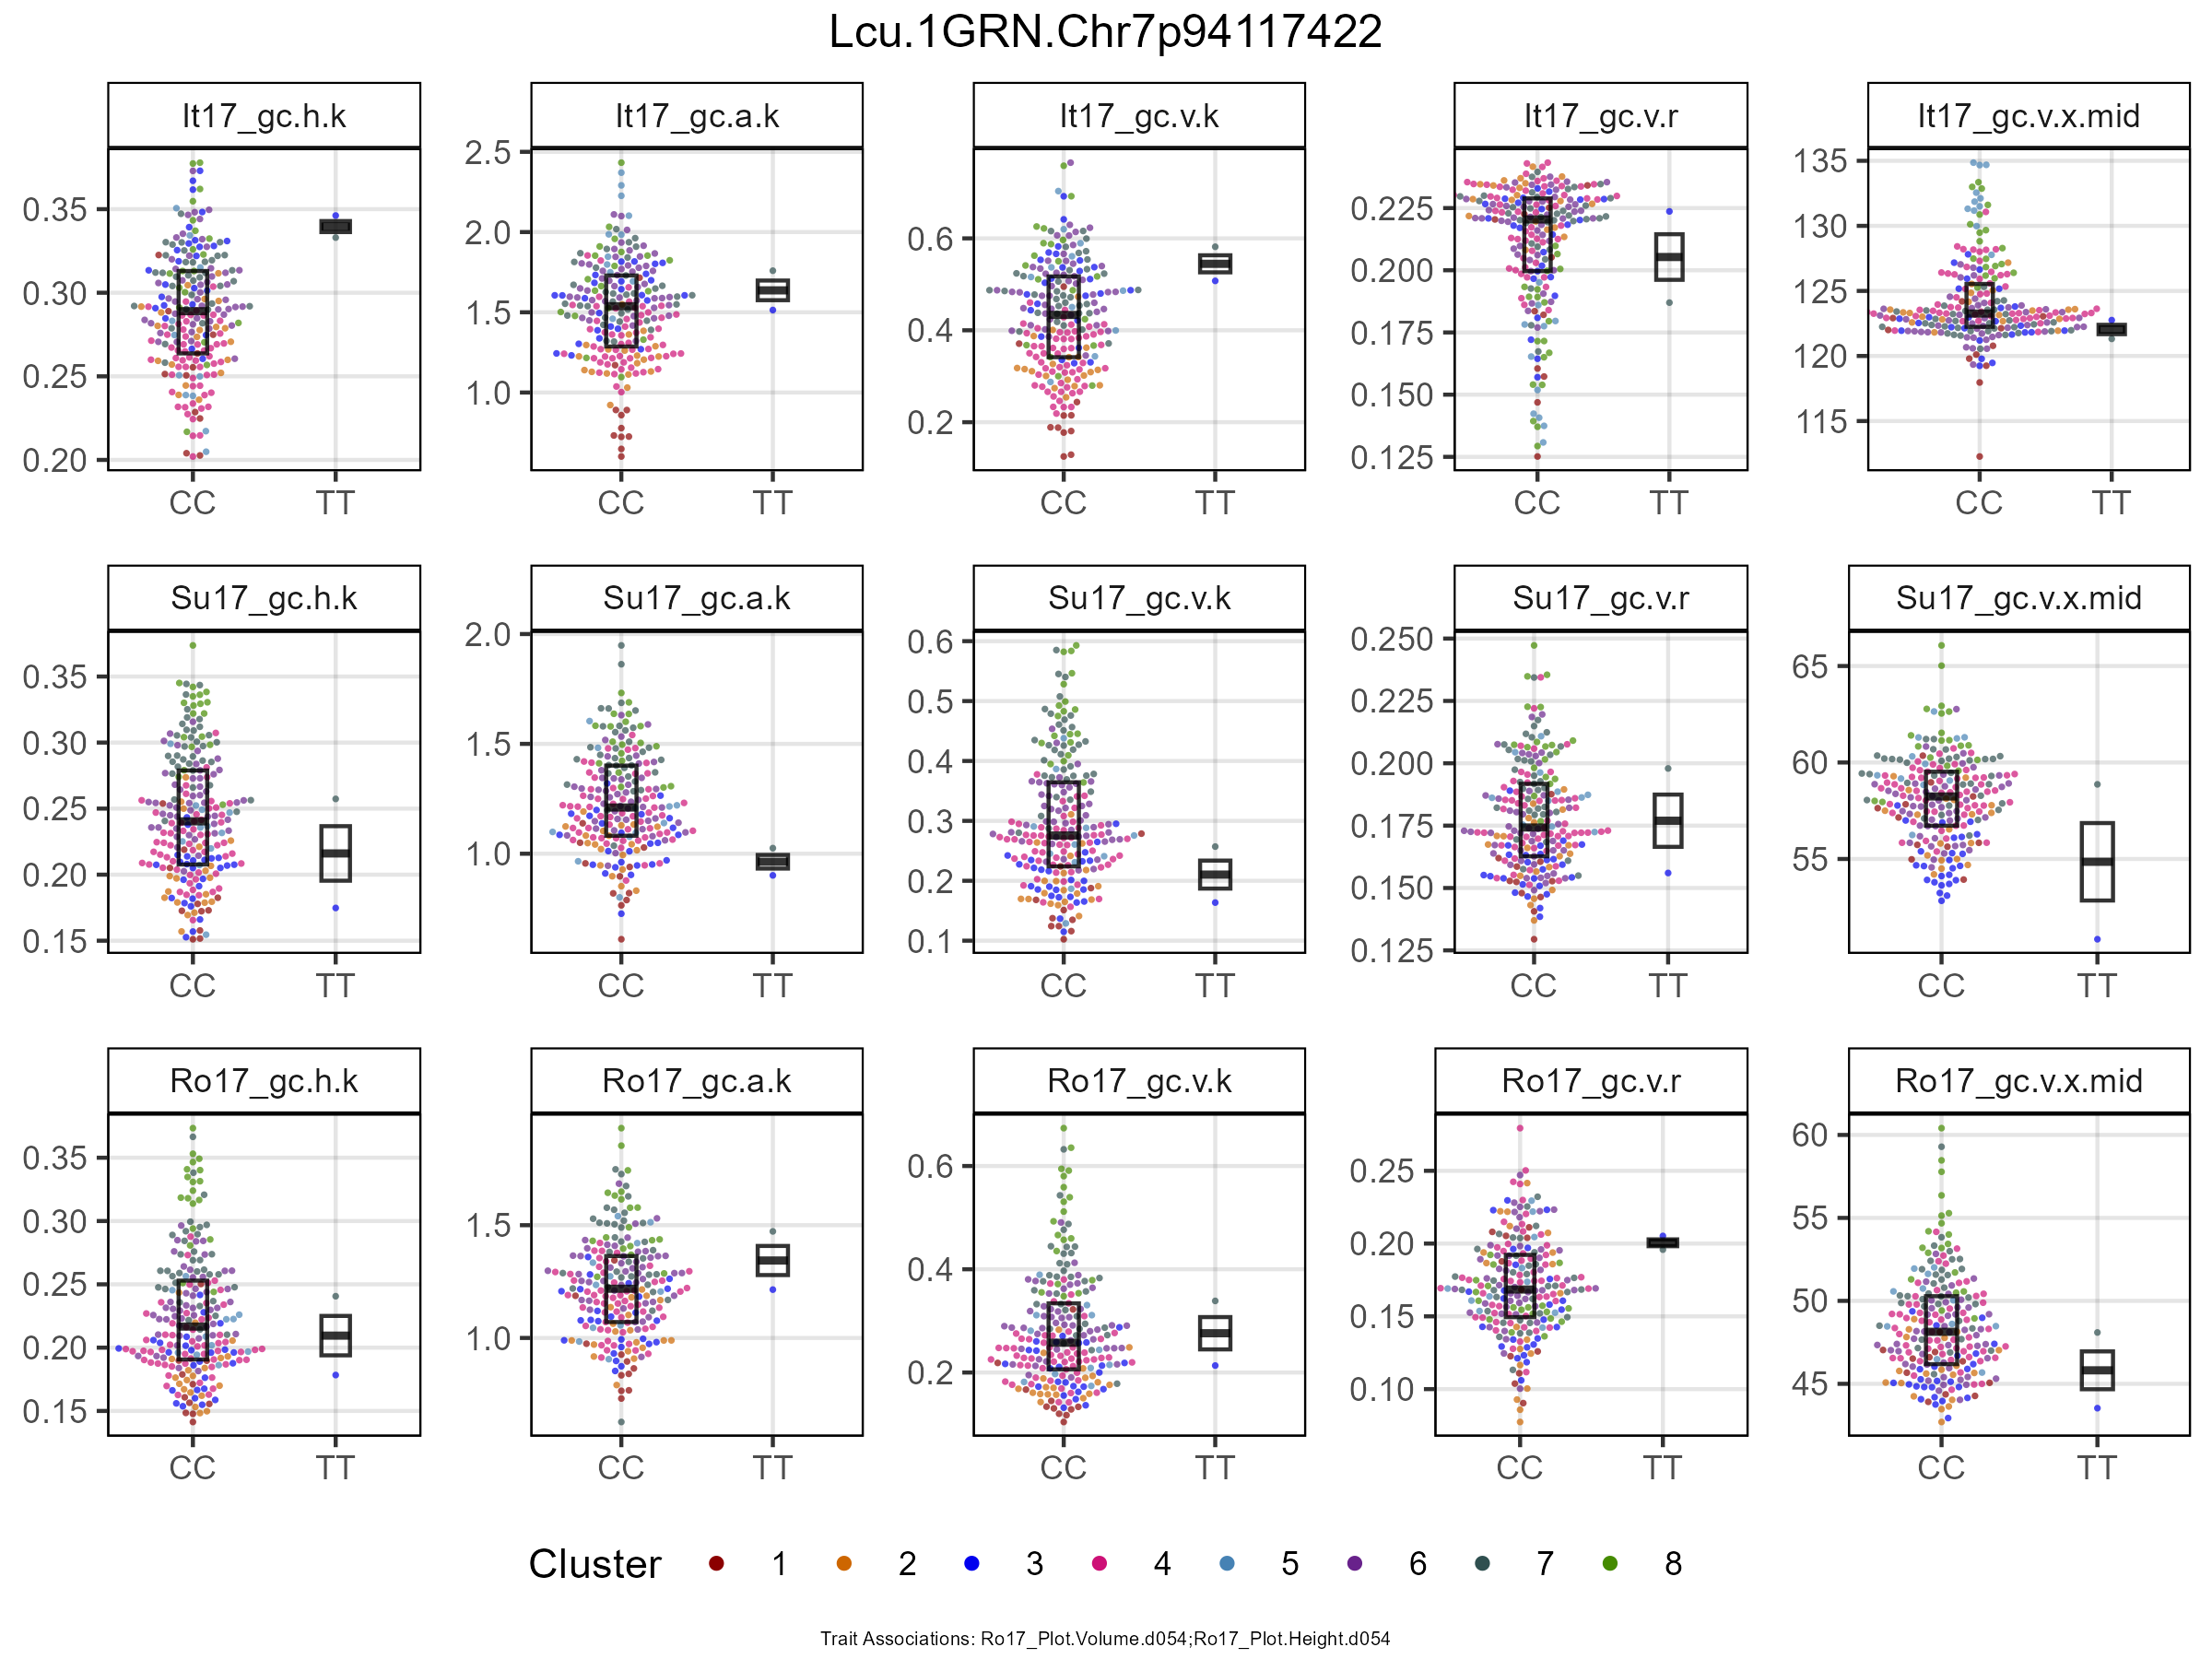 Lcu.1GRN.Chr7p94117422
It17_gc.h.k It17_gc.a.k It17_gc.v.k It17_gc.v.r It17_gc.v.x.mid
0.35
0.30
0.25
0.20
CC TT
2.5
2.0
1.5
1.0
CC TT
0.6
0.4
0.2
CC TT
0.225
0.200
0.175
0.150
0.125
CC TT
135
130
125
120
115
CC TT
Su17_gc.h.k Su17_gc.a.k Su17_gc.v.k Su17_gc.v.r Su17_gc.v.x.mid
0.35
0.30
0.25
0.20
0.15
CC TT
2.0
1.5
1.0
CC TT
0.6
0.5
0.4
0.3
0.2
0.1
CC TT
0.250
0.225
0.200
0.175
0.150
0.125
CC TT
65
60
55
CC TT
Ro17_gc.h.k Ro17_gc.a.k Ro17_gc.v.k Ro17_gc.v.r Ro17_gc.v.x.mid
0.35
0.30
0.25
0.20
0.15
CC TT
1.5
1.0
CC TT
0.6
0.4
0.2
CC TT
0.25
0.20
0.15
0.10
CC TT
60
55
50
45
CC TT
Cluster 1 2 3 4 5 6 7 8
Trait Associations: Ro17_Plot.Volume.d054;Ro17_Plot.Height.d054